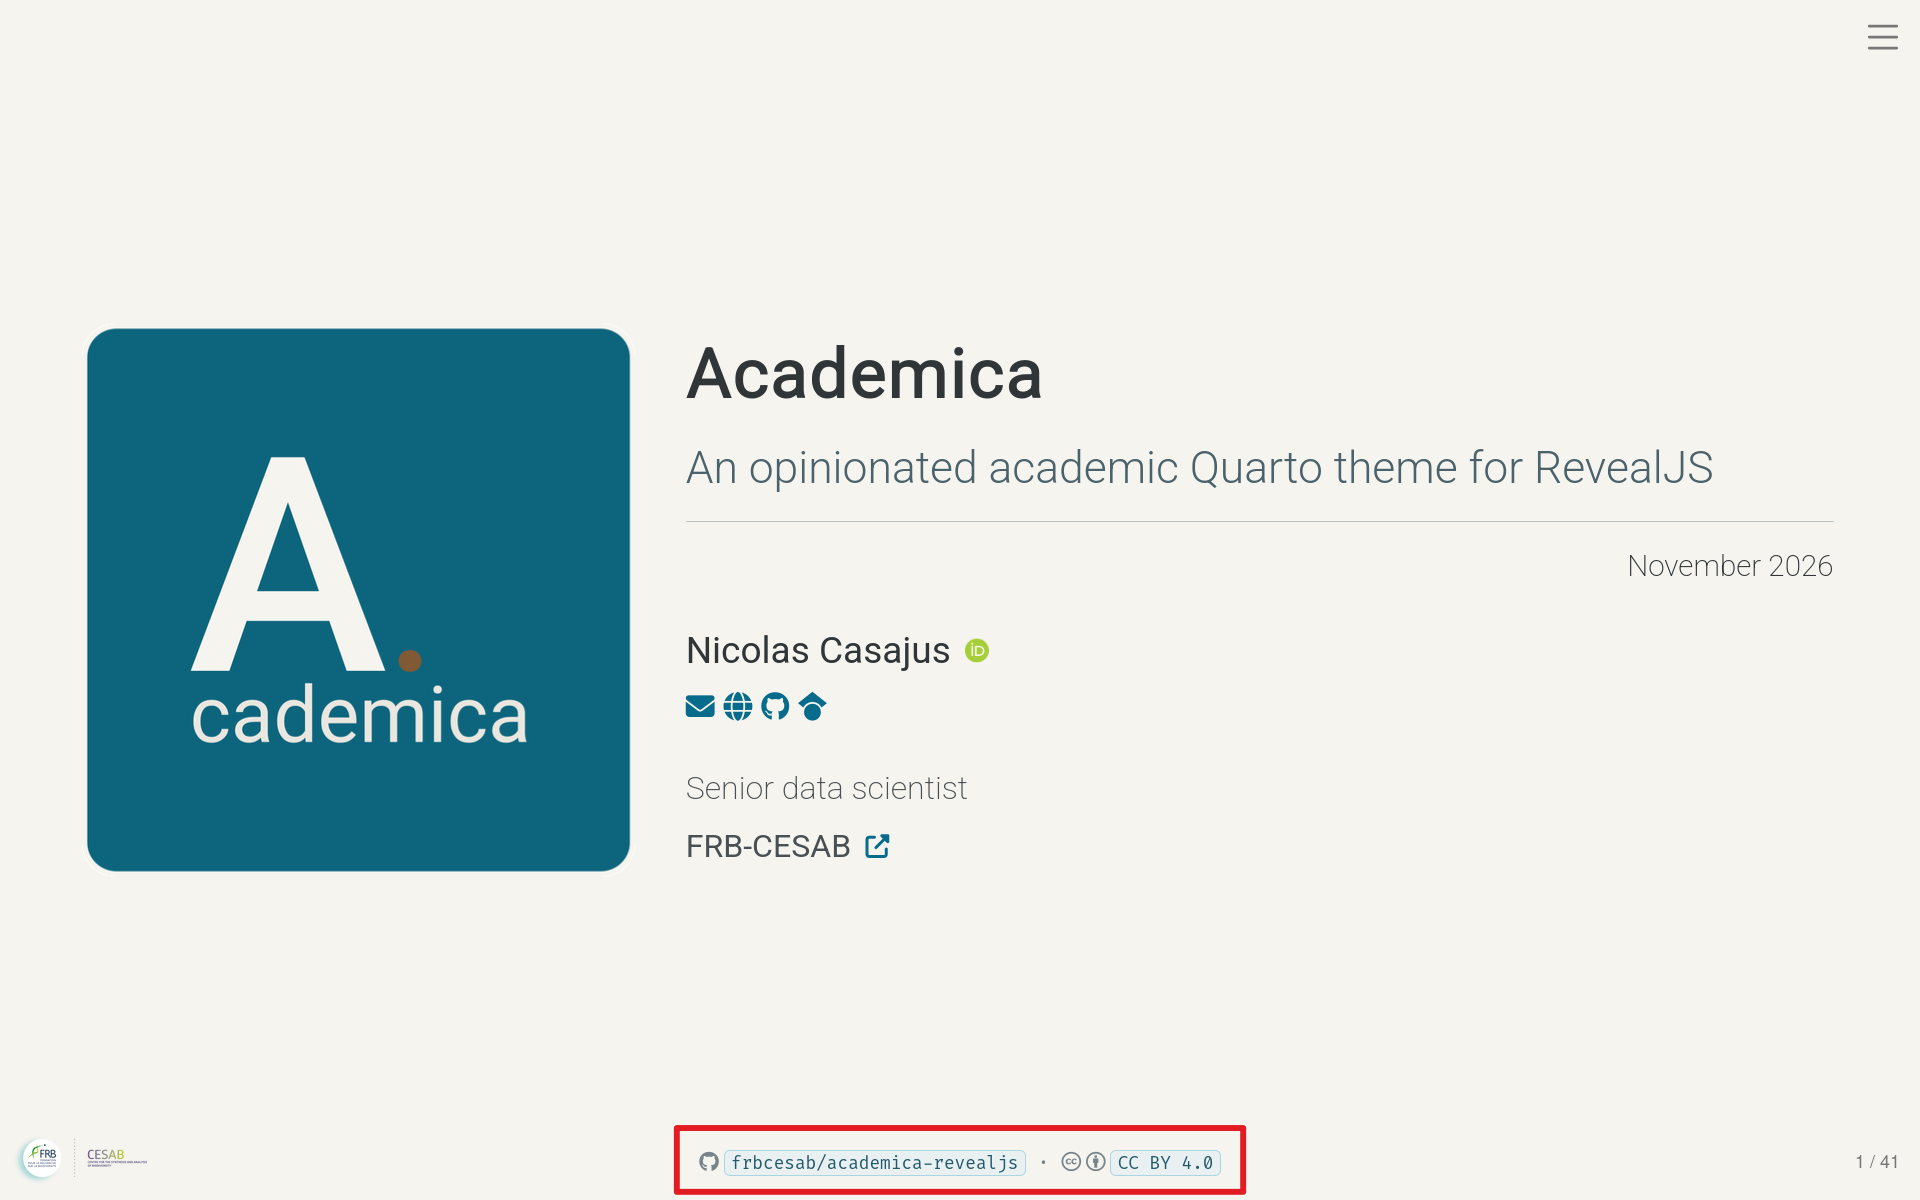 A.
cademica
Academica
An opinionated academic Quarto theme for RevealJS
November 2026
Nicolas Casajus iD
Senior data scientist
FRB-CESAB
FRB
CESAB
frbcesab/academica-revealjs · CC BY 4.0
1 / 41